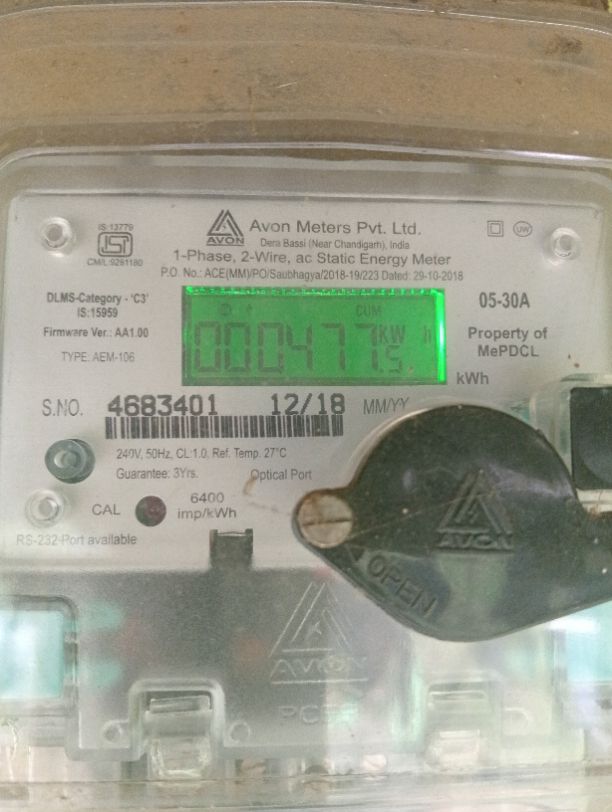 IS:13779
ISI
CM/L:9261180
AVON
Avon Meters Pvt. Ltd.
Dera Bassi (Near Chandigarh), India
UW
1-Phase, 2-Wire, ac Static Energy Meter
P.O. No.: ACE(MM)/PO/Saubhagya/2018-19/223 Dated: 29-10-2018
DLMS-Category - 'C3'
IS:15959
Firmware Ver.: AA1.00
TYPE: AEM-106
CUM
000477.5 kW h
05-30A
Property of
MePDCL
kWh
S.NO. 4683401 12/18 MM/YY
240V, 50Hz, CL:1.0, Ref. Temp. 27°C
Guarantee: 3Yrs. Optical Port
CAL
6400
imp/kWh
RS-232 Port available
AVON
OPEN
AVON